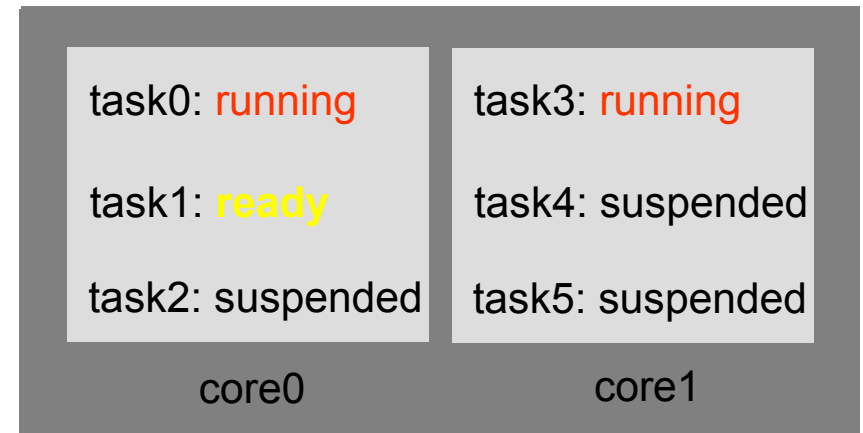 task0: running
task1: ready
task2: suspended
core0
task3: running
task4: suspended
task5: suspended
core1